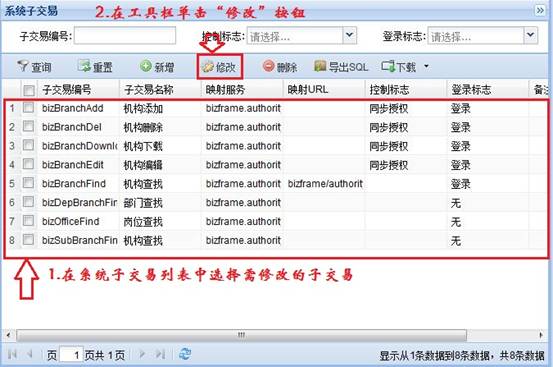 系统子交易
2.在工具栏单击“修改”按钮
子交易编号: 控制标志: 请选择... 登录标志: 请选择...
查询 重置 新增 修改 删除 导出SQL 下载
子交易编号 子交易名称 映射服务 映射URL 控制标志 登录标志 备注
1 bizBranchAdd 机构添加 bizframe.authorit 同步授权 登录
2 bizBranchDel 机构删除 bizframe.authorit 同步授权 登录
3 bizBranchDownlo 机构下载 bizframe.authorit 同步授权 登录
4 bizBranchEdit 机构编辑 bizframe.authorit 同步授权 登录
5 bizBranchFind 机构查找 bizframe.authorit bizframe/authorit 登录
6 bizDepBranchFin 部门查找 bizframe.authorit 无
7 bizOfficeFind 岗位查找 bizframe.authorit 无
8 bizSubBranchFin 机构查找 bizframe.authorit 无
1.在系统子交易列表中选择需修改的子交易
页 1 页共 1 页 显示从1条数据到8条数据，共8条数据